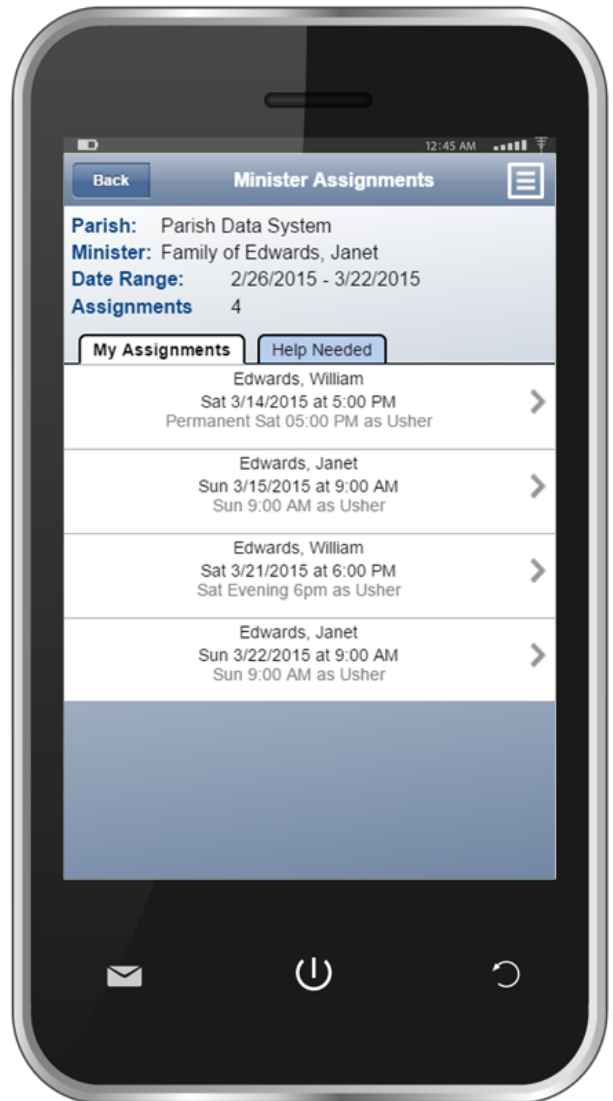 12:45 AM
Back Minister Assignments
Parish: Parish Data System
Minister: Family of Edwards, Janet
Date Range: 2/26/2015 - 3/22/2015
Assignments 4
My Assignments Help Needed
Edwards, William
Sat 3/14/2015 at 5:00 PM
Permanent Sat 05:00 PM as Usher
Edwards, Janet
Sun 3/15/2015 at 9:00 AM
Sun 9:00 AM as Usher
Edwards, William
Sat 3/21/2015 at 6:00 PM
Sat Evening 6pm as Usher
Edwards, Janet
Sun 3/22/2015 at 9:00 AM
Sun 9:00 AM as Usher